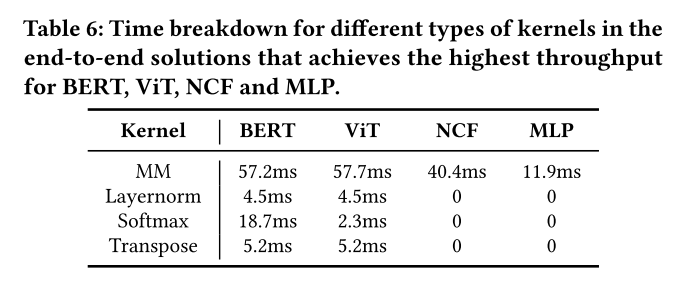 Table 6: Time breakdown for different types of kernels in the
end-to-end solutions that achieves the highest throughput
for BERT, ViT, NCF and MLP.
Kernel BERT ViT NCF MLP
MM 57.2ms 57.7ms 40.4ms 11.9ms
Layernorm 4.5ms 4.5ms 0 0
Softmax 18.7ms 2.3ms 0 0
Transpose 5.2ms 5.2ms 0 0